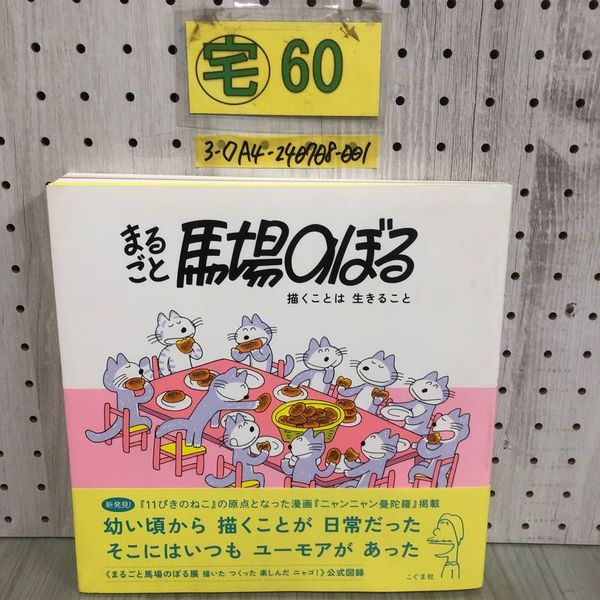 宅 60
3-0A4-240708-001
まるごと 馬場のぼる
描くことは 生きること
新発見! 『11ぴきのねこ』の原点となった漫画『ニャンニャン曼陀羅』掲載
幼い頃から 描くことが 日常だった
そこにはいつも ユーモアが あった
《まるごと馬場のぼる展 描いた つくった 楽しんだ ニャゴ!》公式図録
こぐま社